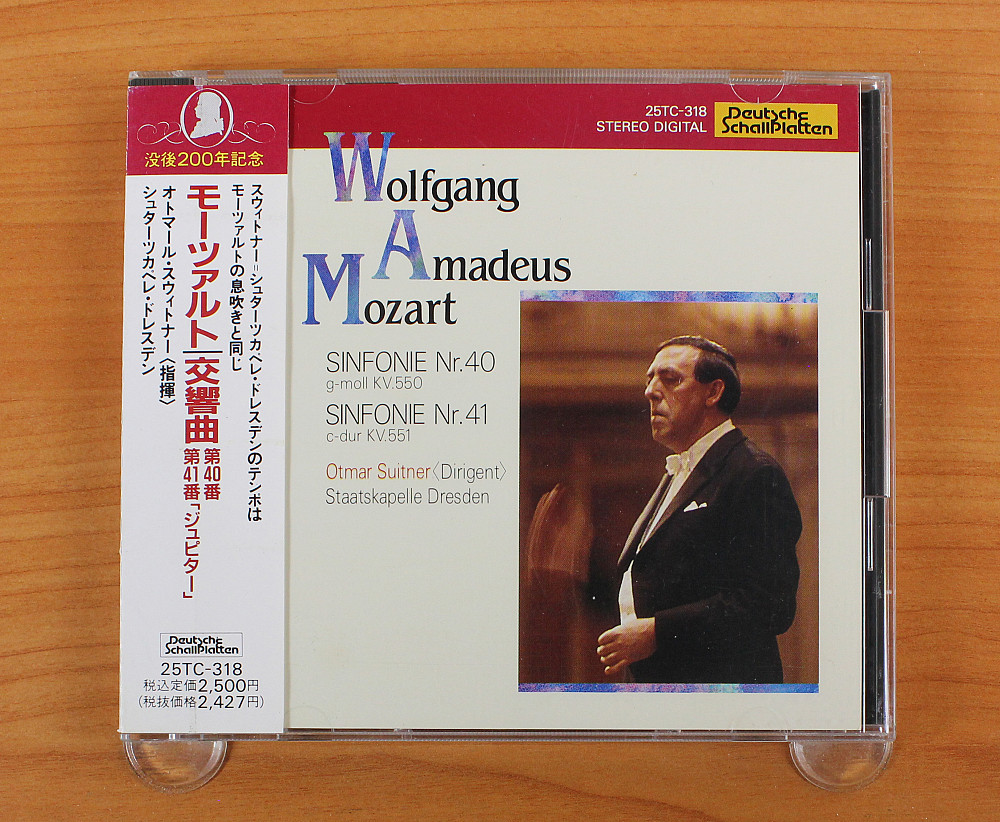 没後200年記念
スウィトナー=シュターツカペレ・ドレスデンのテンポは
モーツァルトの息吹きと同じ
モーツァルト|交響曲
第40番
第41番「ジュピター」
オトマール・スウィトナー〈指揮〉
シュターツカペレ・ドレスデン
Deutsche
Schallplatten
25TC-318
税込定価2,500円
(税抜価格2,427円)
25TC-318
STEREO DIGITAL
Deutsche
Schallplatten
Wolfgang
Amadeus
Mozart
SINFONIE Nr.40
g-moll KV.550
SINFONIE Nr.41
c-dur KV.551
Otmar Suitner〈Dirigent〉
Staatskapelle Dresden